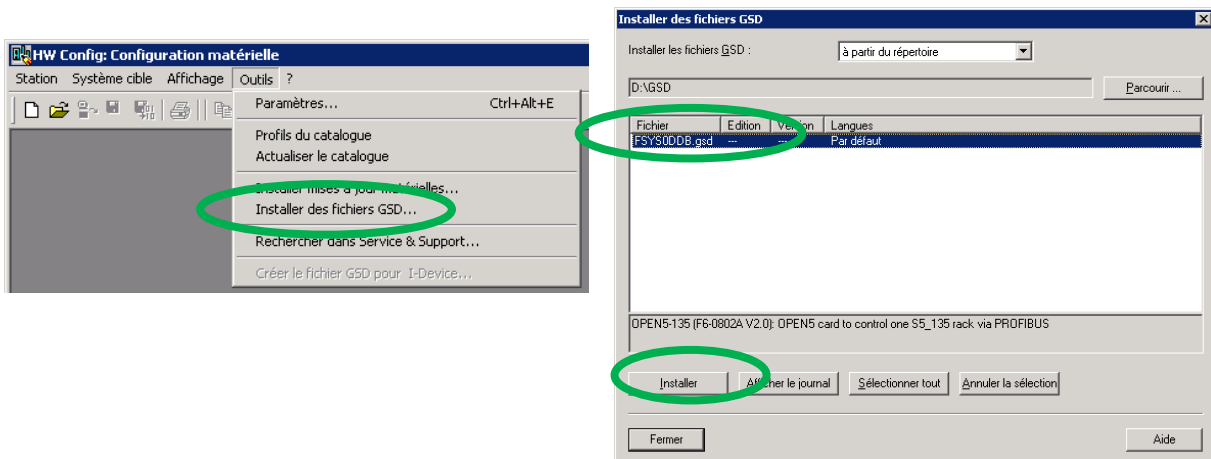 HW Config: Configuration matérielle
Station Système cible Affichage Outils ?
Paramètres... Ctrl+Alt+E
Profils du catalogue
Actualiser le catalogue
Installer mises à jour matérielles...
Installer des fichiers GSD...
Rechercher dans Service & Support...
Créer le fichier GSD pour I-Device...
Installer des fichiers GSD
Installer les fichiers GSD : à partir du répertoire
D:\GSD Parcourir ...
Fichier Edition Version Langues
FSYS0DDB.gsd --- --- Par défaut
OPEN5-135 (F6-0802A V2.0): OPEN5 card to control one S5_135 rack via PROFIBUS
Installer Afficher le journal Sélectionner tout Annuler la sélection
Fermer Aide